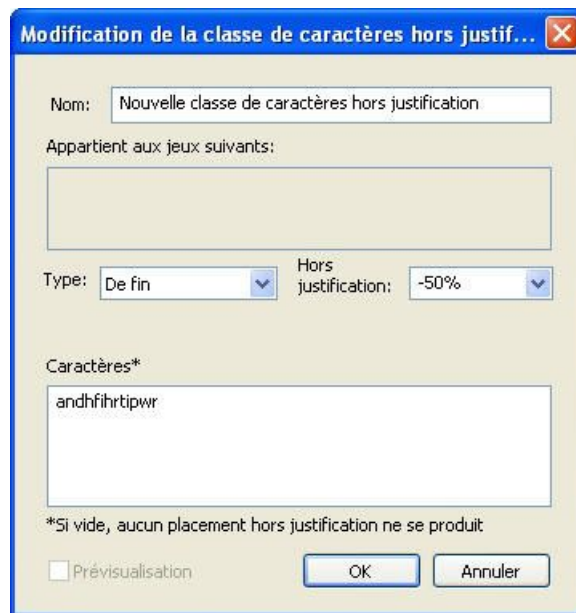 Modification de la classe de caractères hors justif...
Nom: Nouvelle classe de caractères hors justification
Appartient aux jeux suivants:
Type: De fin Hors justification: -50%
Caractères*
andhfihrtipwr
*Si vide, aucun placement hors justification ne se produit
Prévisualisation OK Annuler